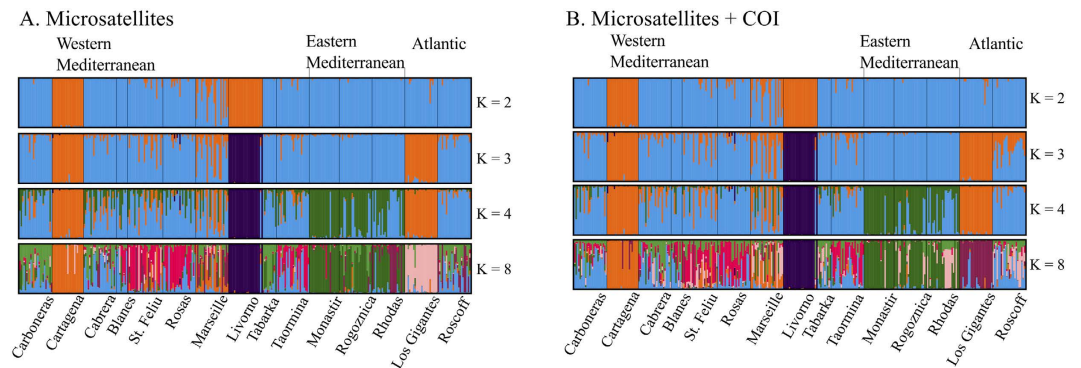 A. Microsatellites
Western Mediterranean
Eastern Mediterranean
Atlantic
K = 2
K = 3
K = 4
K = 8
Carboneras
Cartagena
Cabrera
Blanes
St. Feliu
Rosas
Marseille
Livorno
Tabarka
Taormina
Monastir
Rogoznica
Rhodas
Los Gigantes
Roscoff
B. Microsatellites + COI
Western Mediterranean
Eastern Mediterranean
Atlantic
K = 2
K = 3
K = 4
K = 8
Carboneras
Cartagena
Cabrera
Blanes
St. Feliu
Rosas
Marseille
Livorno
Tabarka
Taormina
Monastir
Rogoznica
Rhodas
Los Gigantes
Roscoff